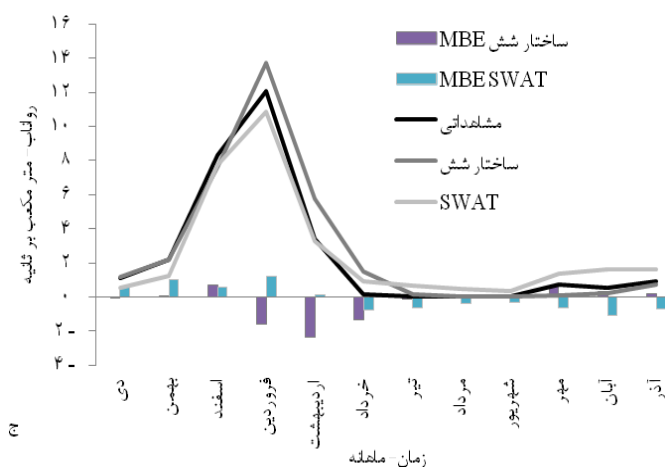 ۱۶
۱۴
۱۲
۱۰
۸
۶
۴
۲
۰
۲ -
۴ -
رواناب- متر مکعب بر ثانیه
MBE ساختار شش
MBE SWAT
مشاهداتی
ساختار شش
SWAT
دی
بهمن
اسفند
فروردین
اردیبهشت
خرداد
تیر
مرداد
شهریور
مهر
آبان
آذر
زمان- ماهانه